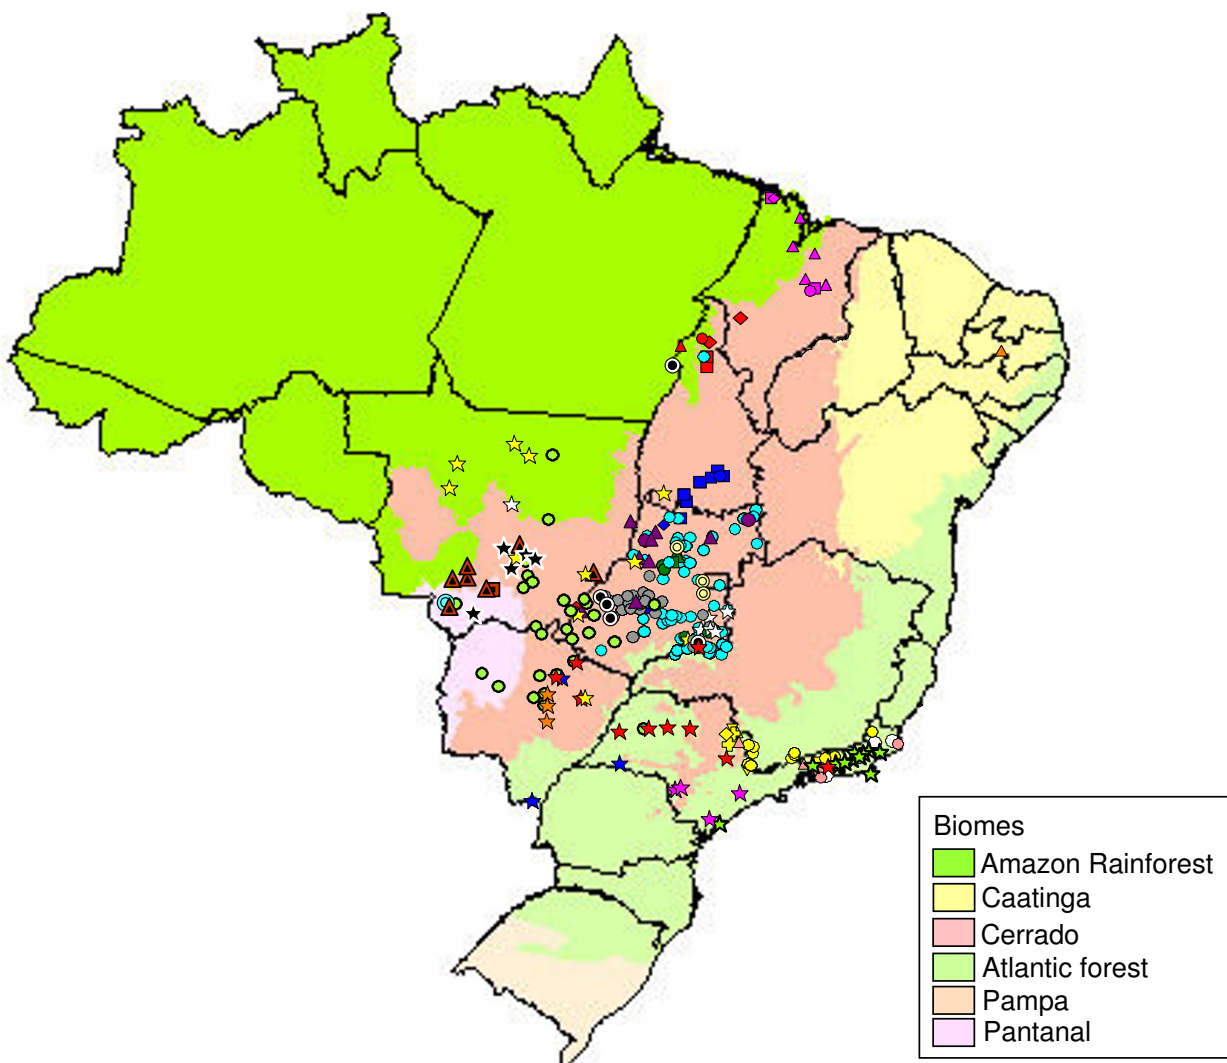 Biomes
Amazon Rainforest
Caatinga
Cerrado
Atlantic forest
Pampa
Pantanal